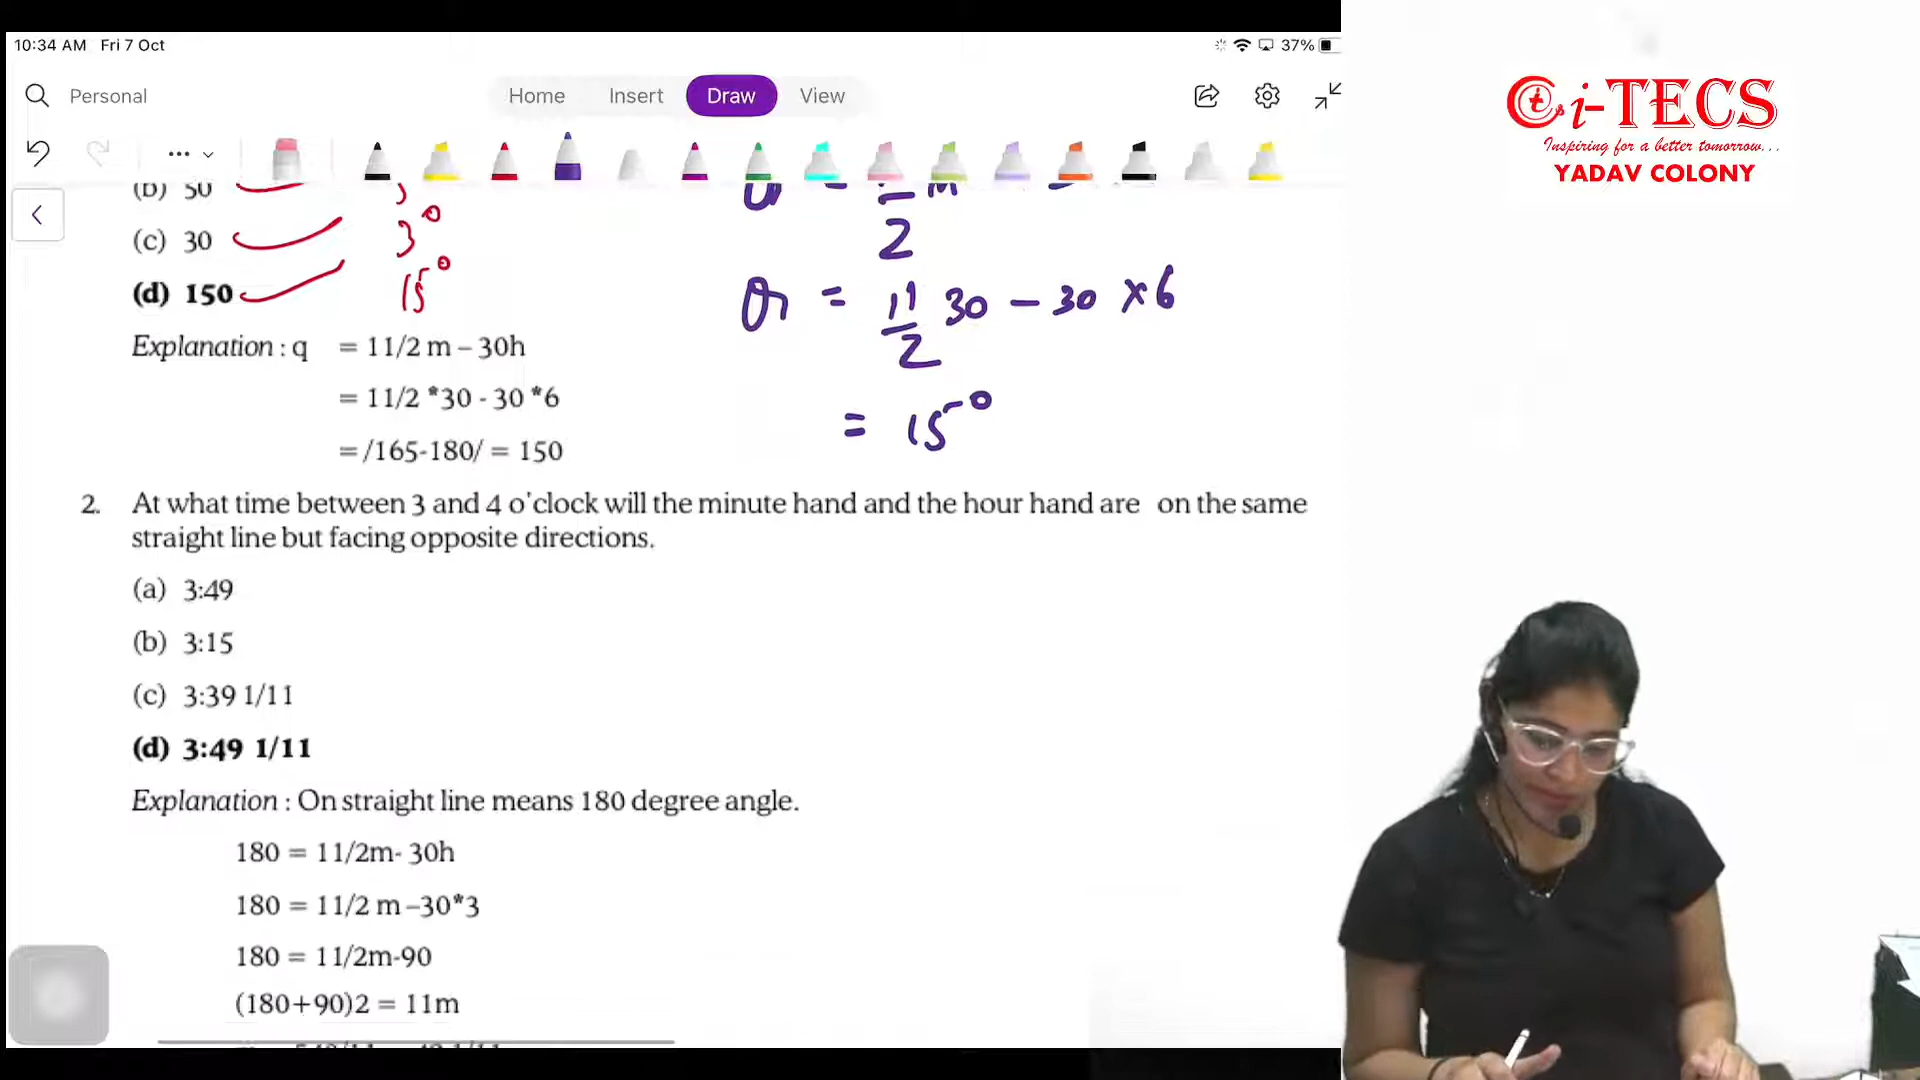 10:34 AM Fri 7 Oct
37%
Personal
Home Insert Draw View
i-TECS
Inspiring for a better tomorrow...
YADAV COLONY
(b) 50
(c) 30
3°
(d) 150
15°
2
θr = 11/2 30 - 30 × 6
= 15°
Explanation : q = 11/2 m – 30h
= 11/2 *30 - 30 *6
= /165-180/ = 150
2. At what time between 3 and 4 o'clock will the minute hand and the hour hand are on the same
straight line but facing opposite directions.
(a) 3:49
(b) 3:15
(c) 3:39 1/11
(d) 3:49 1/11
Explanation : On straight line means 180 degree angle.
180 = 11/2m- 30h
180 = 11/2 m –30*3
180 = 11/2m-90
(180+90)2 = 11m